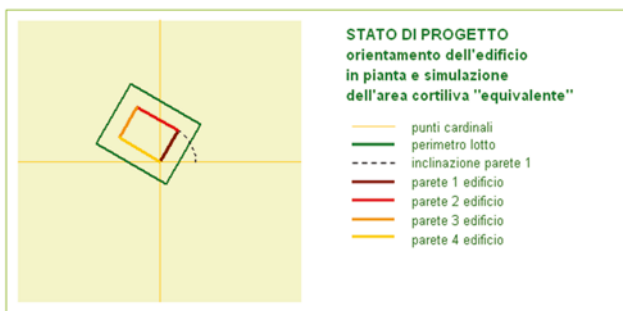 STATO DI PROGETTO
orientamento dell'edificio
in pianta e simulazione
dell'area cortiliva "equivalente"
punti cardinali
perimetro lotto
inclinazione parete 1
parete 1 edificio
parete 2 edificio
parete 3 edificio
parete 4 edificio